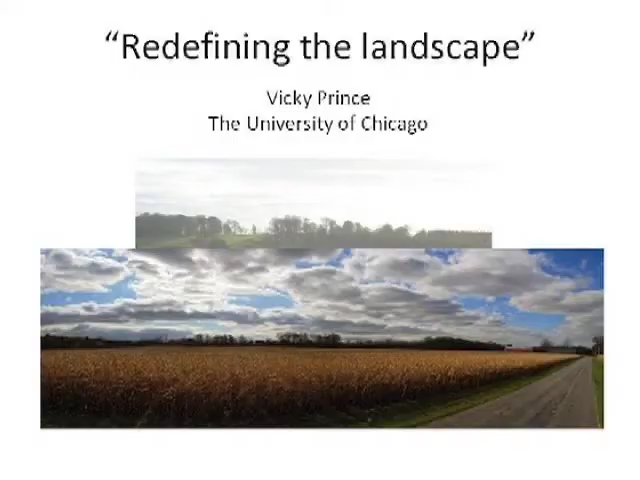 “Redefining the landscape”
Vicky Prince
The University of Chicago